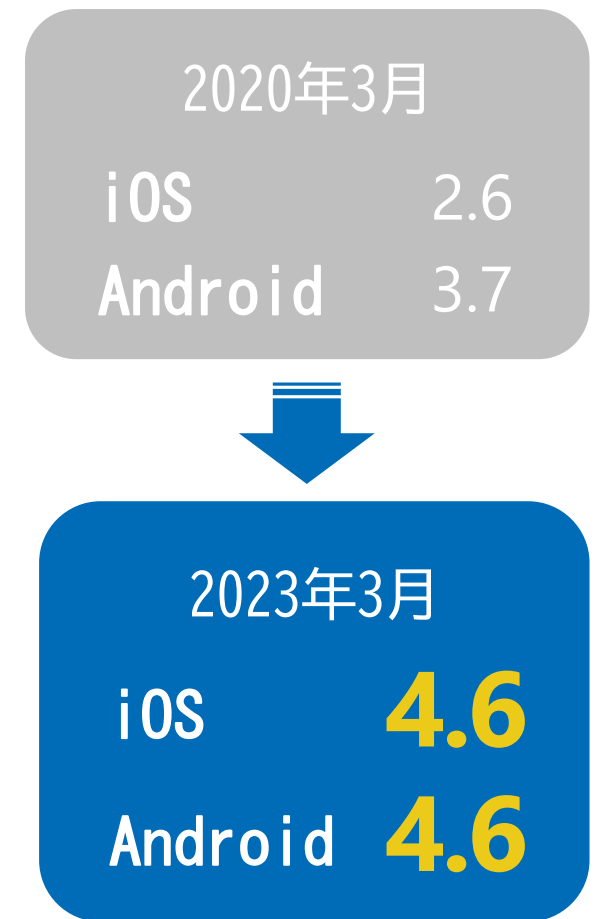 2020年3月
iOS 2.6
Android 3.7
2023年3月
iOS 4.6
Android 4.6